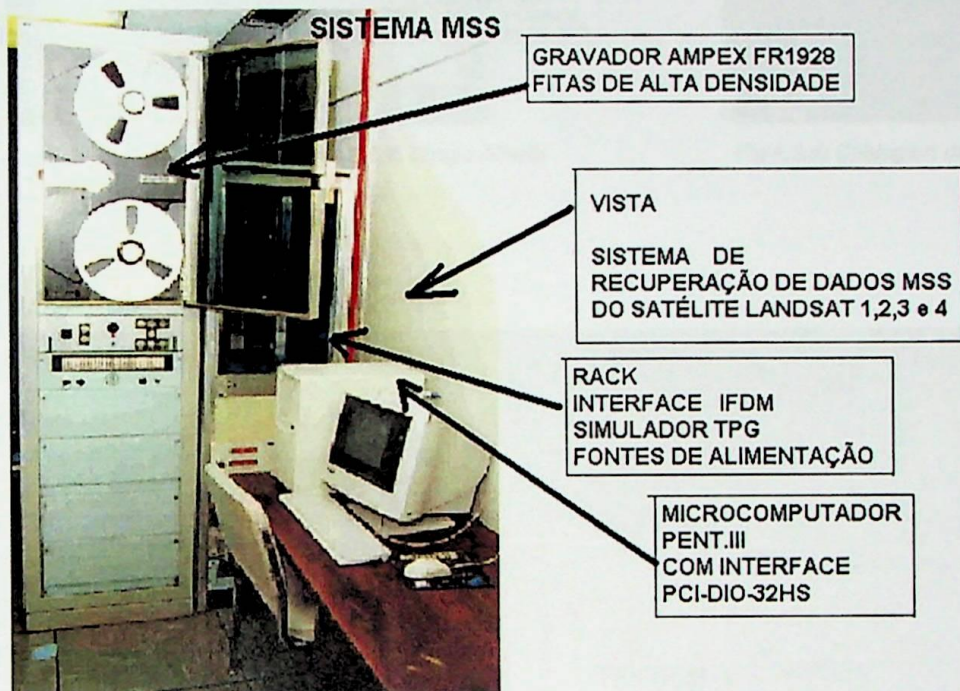 SISTEMA MSS
GRAVADOR AMPEX FR1928
FITAS DE ALTA DENSIDADE
VISTA
SISTEMA DE
RECUPERAÇÃO DE DADOS MSS
DO SATÉLITE LANDSAT 1,2,3 e 4
RACK
INTERFACE IFDM
SIMULADOR TPG
FONTES DE ALIMENTAÇÃO
MICROCOMPUTADOR
PENT.III
COM INTERFACE
PCI-DIO-32HS